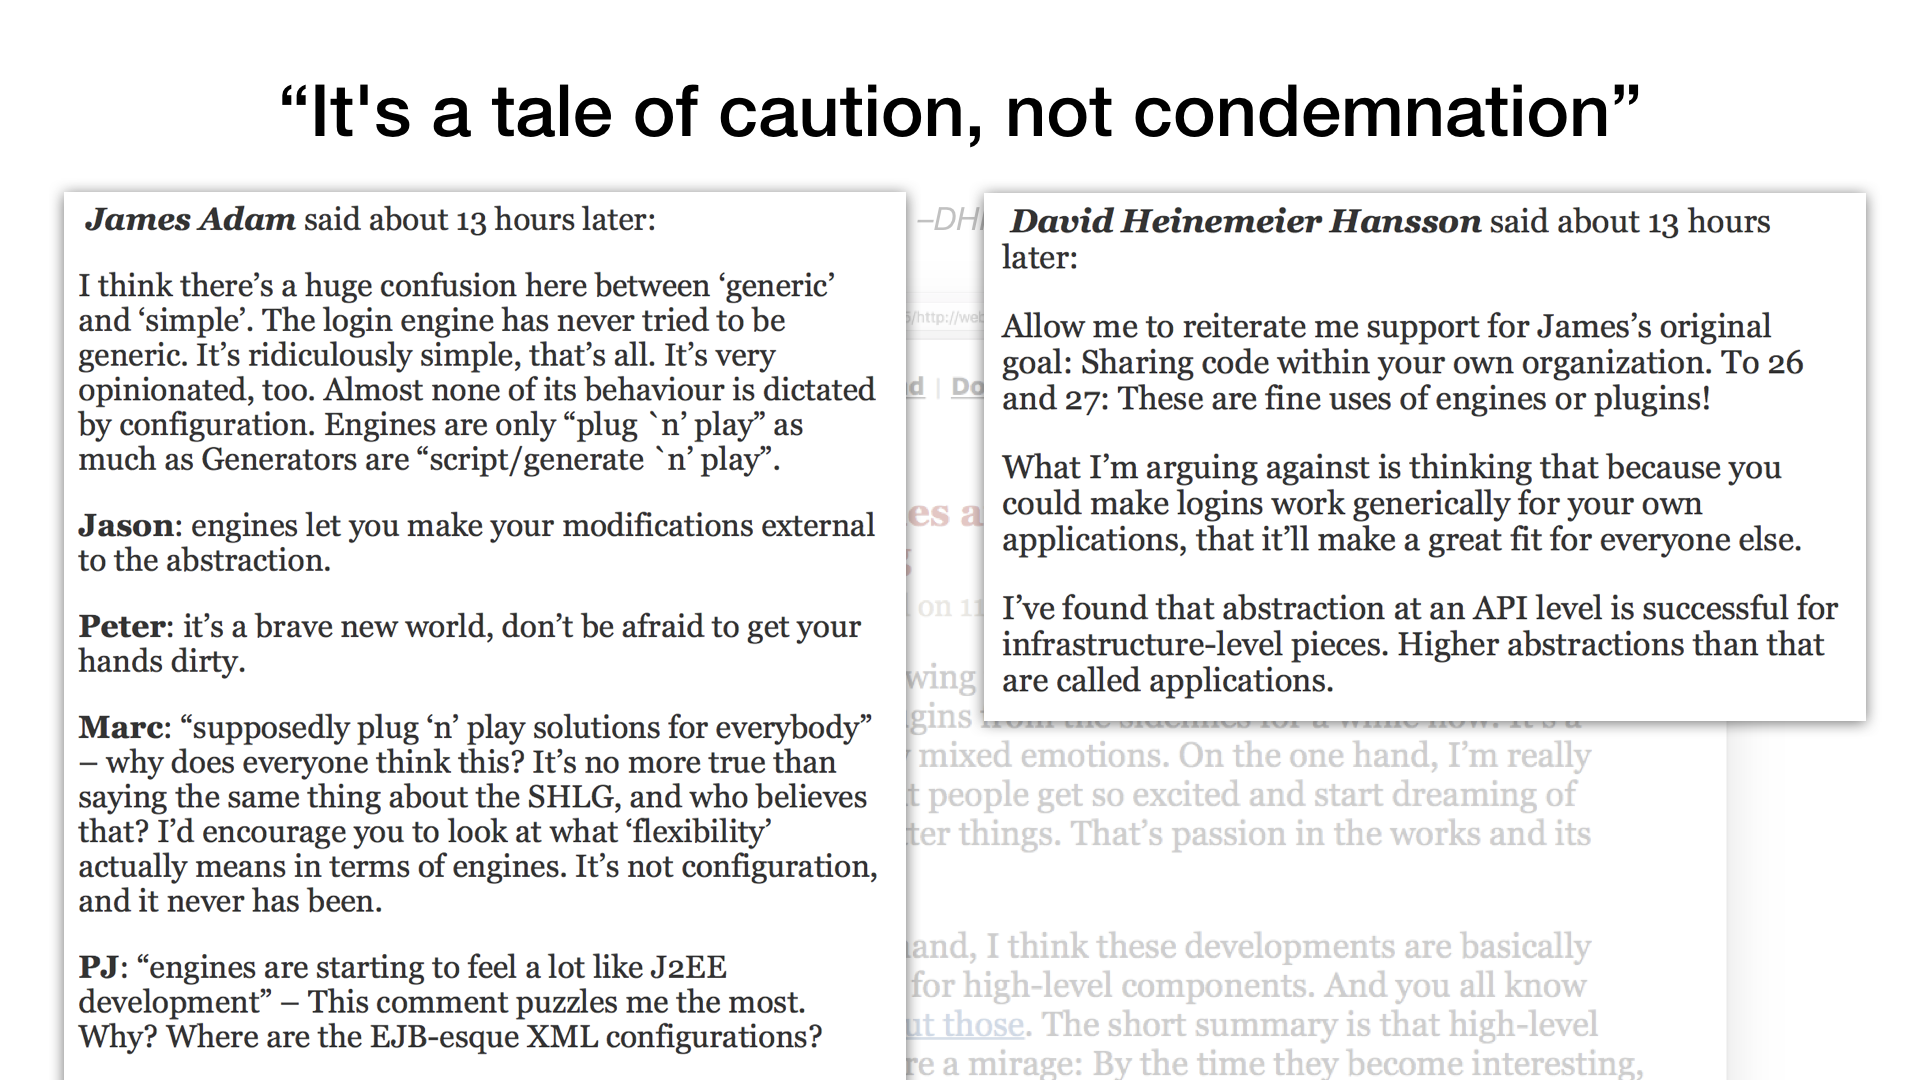 “It's a tale of caution, not condemnation”
James Adam said about 13 hours later:
I think there’s a huge confusion here between ‘generic’
and ‘simple’. The login engine has never tried to be
generic. It’s ridiculously simple, that’s all. It’s very
opinionated, too. Almost none of its behaviour is dictated
by configuration. Engines are only “plug `n’ play” as
much as Generators are “script/generate `n’ play”.
Jason: engines let you make your modifications external
to the abstraction.
Peter: it’s a brave new world, don’t be afraid to get your
hands dirty.
Marc: “supposedly plug ‘n’ play solutions for everybody”
– why does everyone think this? It’s no more true than
saying the same thing about the SHLG, and who believes
that? I’d encourage you to look at what ‘flexibility’
actually means in terms of engines. It’s not configuration,
and it never has been.
PJ: “engines are starting to feel a lot like J2EE
development” – This comment puzzles me the most.
Why? Where are the EJB-esque XML configurations?
David Heinemeier Hansson said about 13 hours
later:
Allow me to reiterate me support for James’s original
goal: Sharing code within your own organization. To 26
and 27: These are fine uses of engines or plugins!
What I’m arguing against is thinking that because you
could make logins work generically for your own
applications, that it’ll make a great fit for everyone else.
I’ve found that abstraction at an API level is successful for
infrastructure-level pieces. Higher abstractions than that
are called applications.
–DH
/http://web
Do
on 11
wing
gins from the sidelines for a while now. It’s a
mixed emotions. On the one hand, I’m really
people get so excited and start dreaming of
ter things. That’s passion in the works and its
and, I think these developments are basically
for high-level components. And you all know
ut those. The short summary is that high-level
re a mirage: By the time they become interesting,